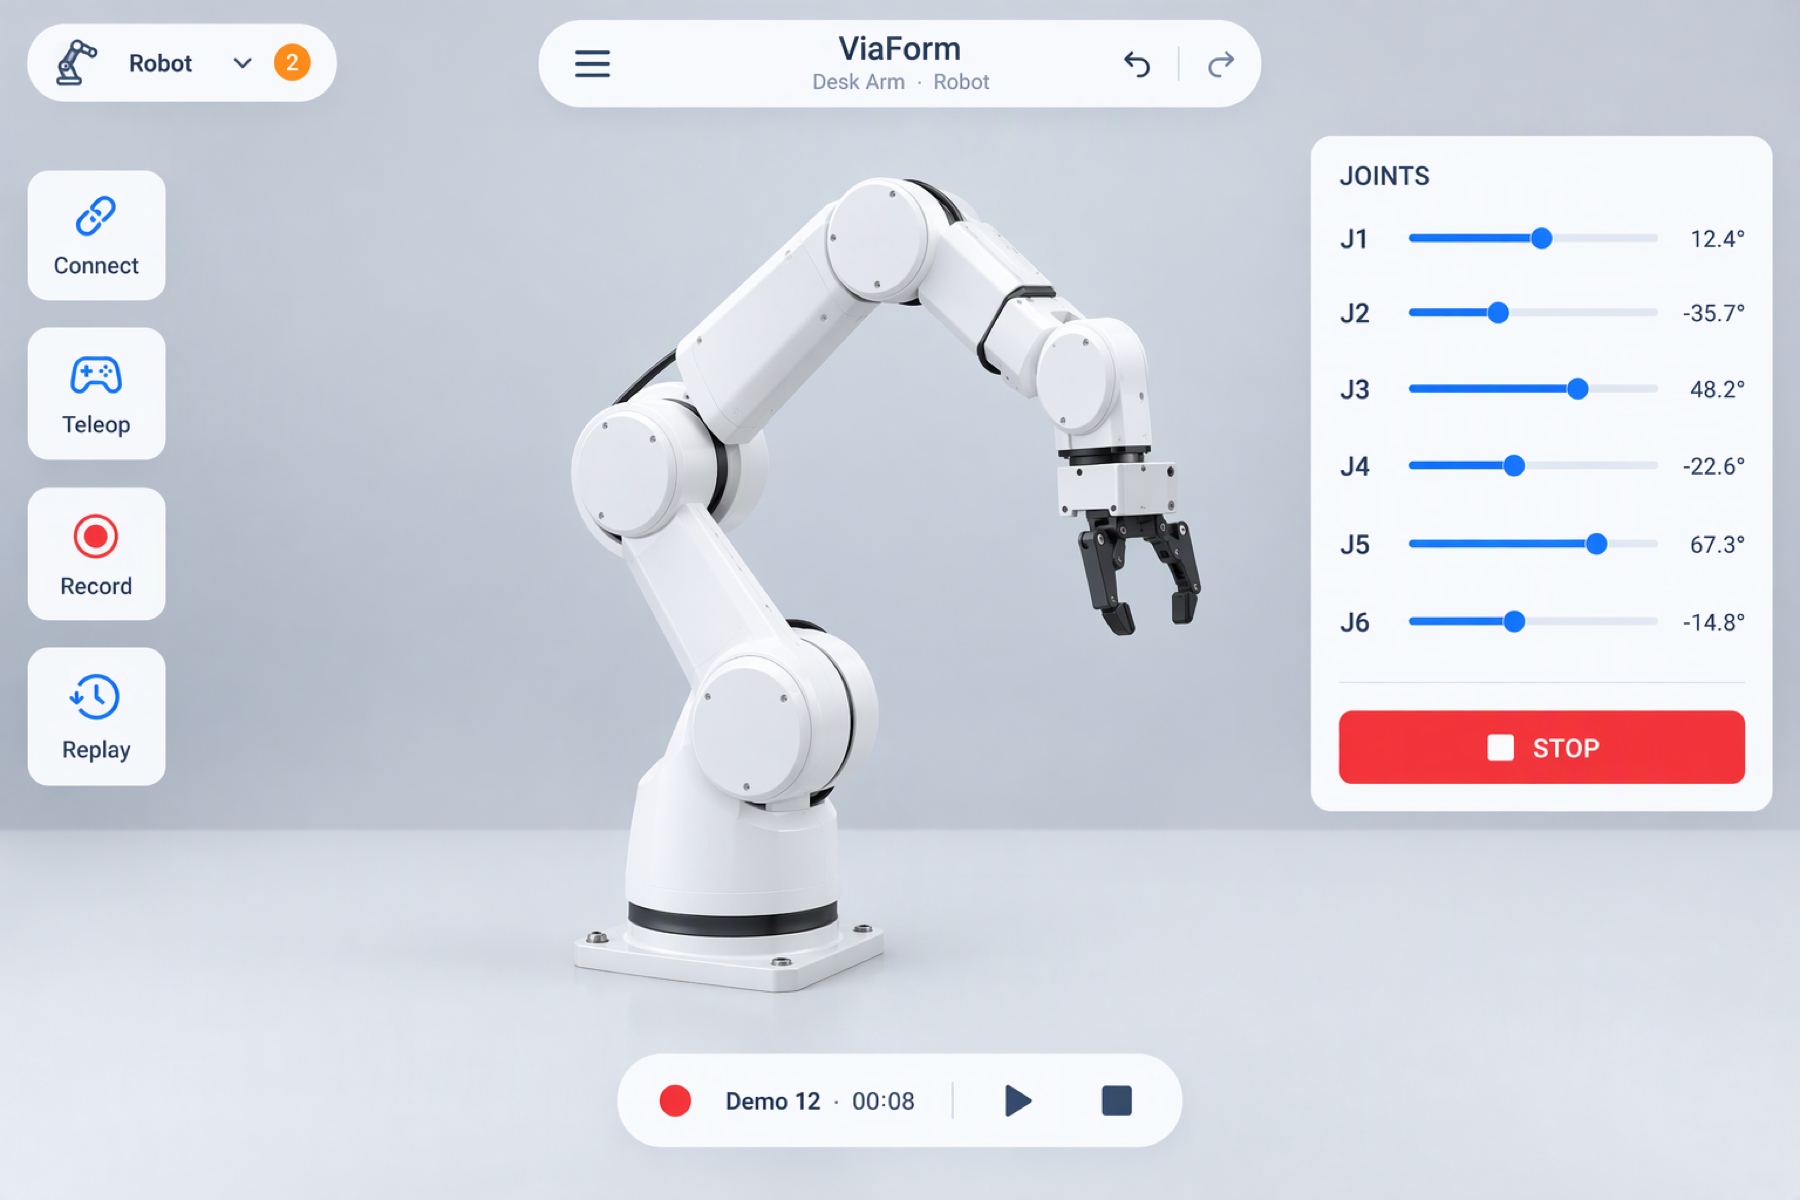 Robot
2
ViaForm
Desk Arm · Robot
Connect
Teleop
Record
Replay
JOINTS
J1 12.4°
J2 -35.7°
J3 48.2°
J4 -22.6°
J5 67.3°
J6 -14.8°
STOP
Demo 12 · 00:08